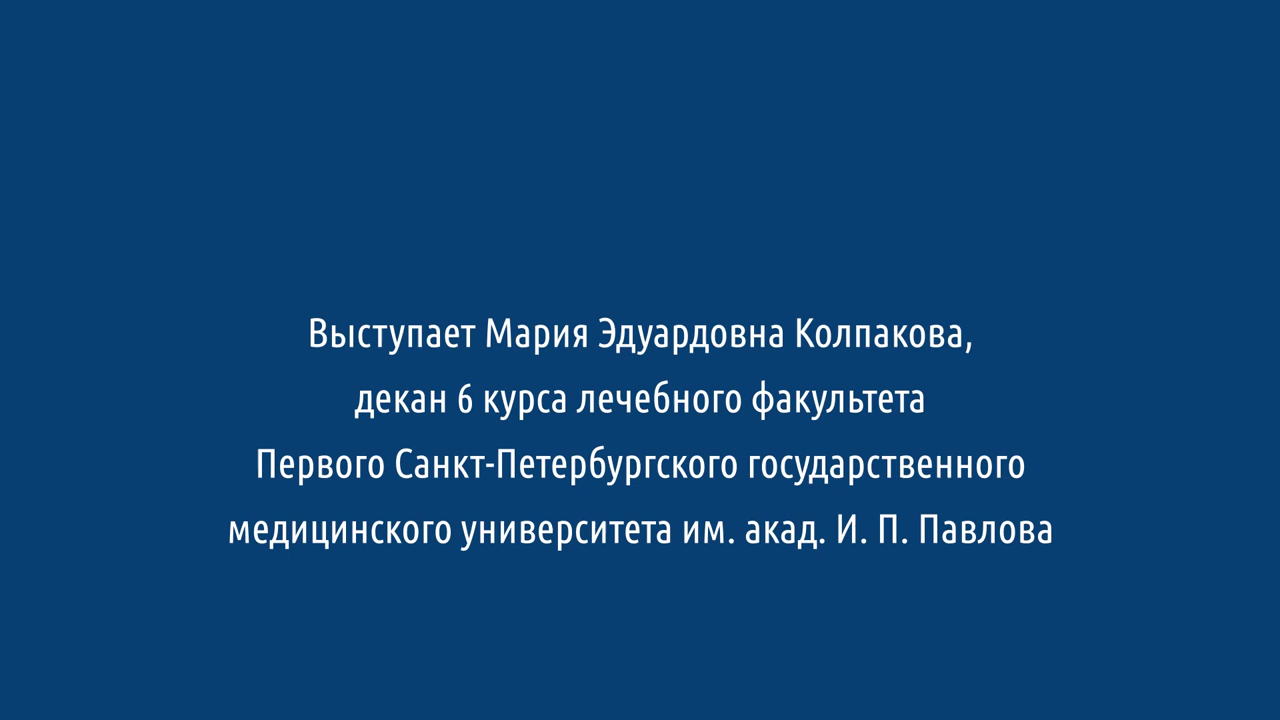 Выступает Мария Эдуардовна Колпакова,
декан 6 курса лечебного факультета
Первого Санкт-Петербургского государственного
медицинского университета им. акад. И. П. Павлова